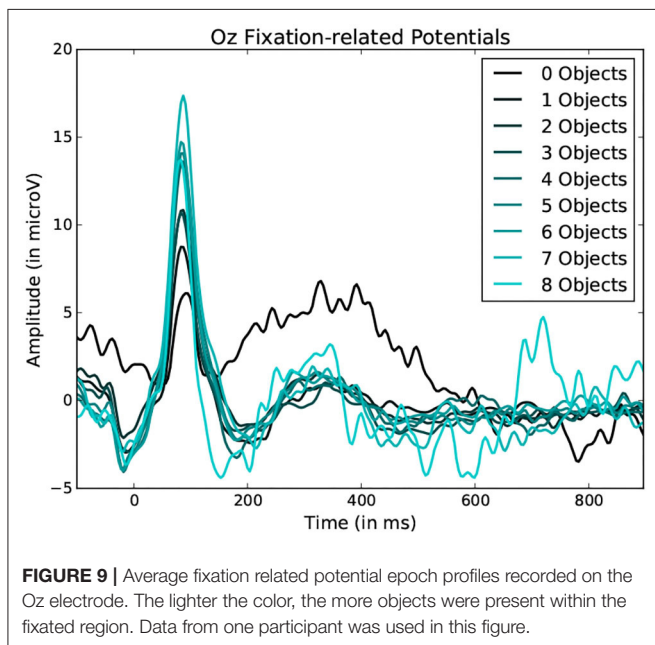 Oz Fixation-related Potentials
20
15
10
5
0
−5
Amplitude (in microV)
0 Objects
1 Objects
2 Objects
3 Objects
4 Objects
5 Objects
6 Objects
7 Objects
8 Objects
0 200 400 600 800
Time (in ms)
FIGURE 9 | Average fixation related potential epoch profiles recorded on the
Oz electrode. The lighter the color, the more objects were present within the
fixated region. Data from one participant was used in this figure.